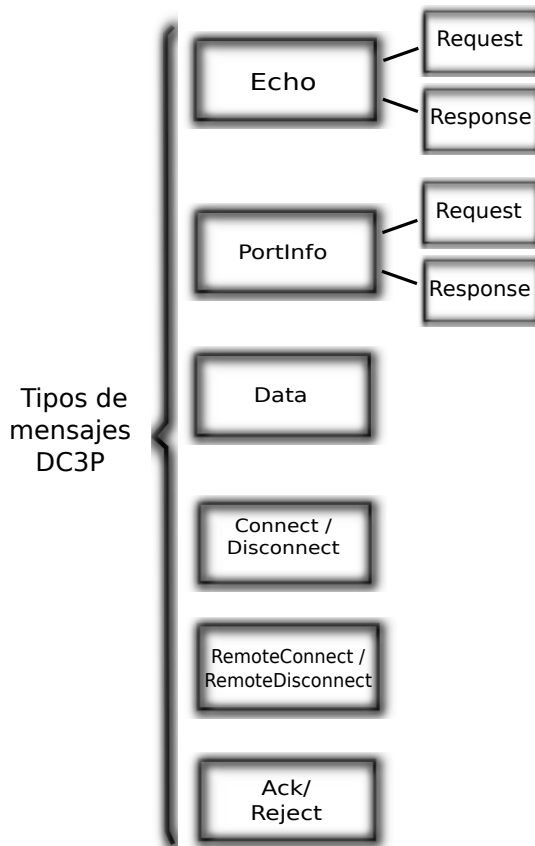 Tipos de
mensajes
DC3P
Echo
Request
Response
PortInfo
Request
Response
Data
Connect /
Disconnect
RemoteConnect /
RemoteDisconnect
Ack/
Reject